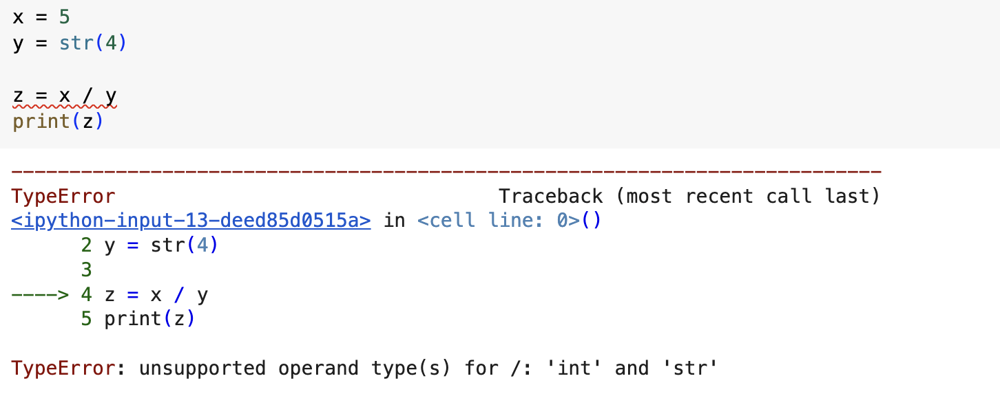 x = 5
y = str(4)
z = x / y
print(z)
---------------------------------------------------------------------------
TypeError                                 Traceback (most recent call last)
<ipython-input-13-deed85d0515a> in <cell line: 0>()
      2 y = str(4)
      3
----> 4 z = x / y
      5 print(z)
TypeError: unsupported operand type(s) for /: 'int' and 'str'